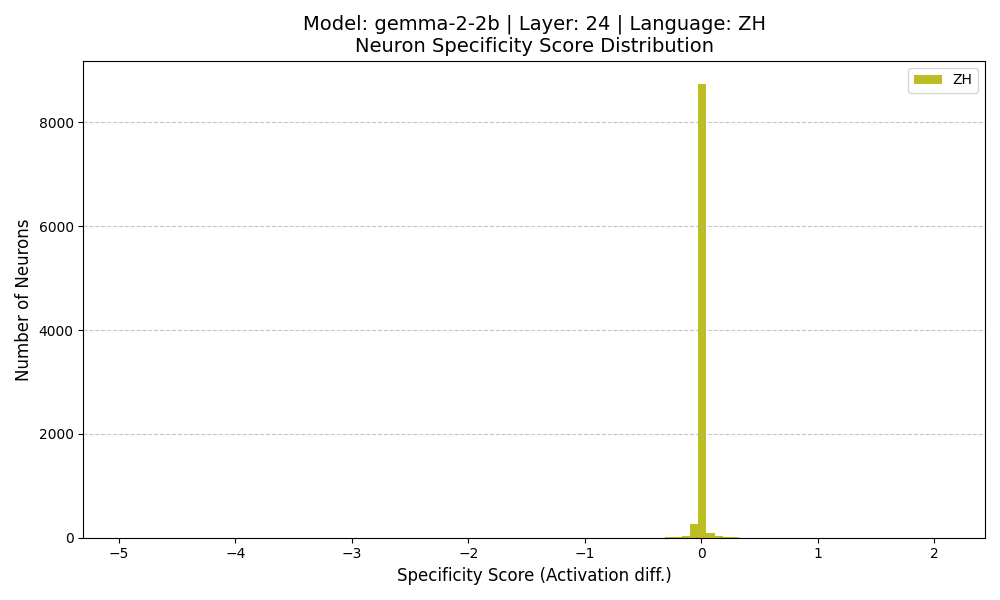 Model: gemma-2-2b | Layer: 24 | Language: ZH
Neuron Specificity Score Distribution
ZH
Number of Neurons
8000
6000
4000
2000
0
−5 −4 −3 −2 −1 0 1 2
Specificity Score (Activation diff.)